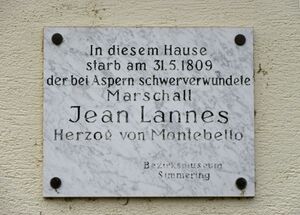 In diesem Hause
starb am 31.5.1809
der bei Aspern schwerverwundete
Marschall
Jean Lannes
Herzog von Montebello
Bezirksmuseum
Simmering